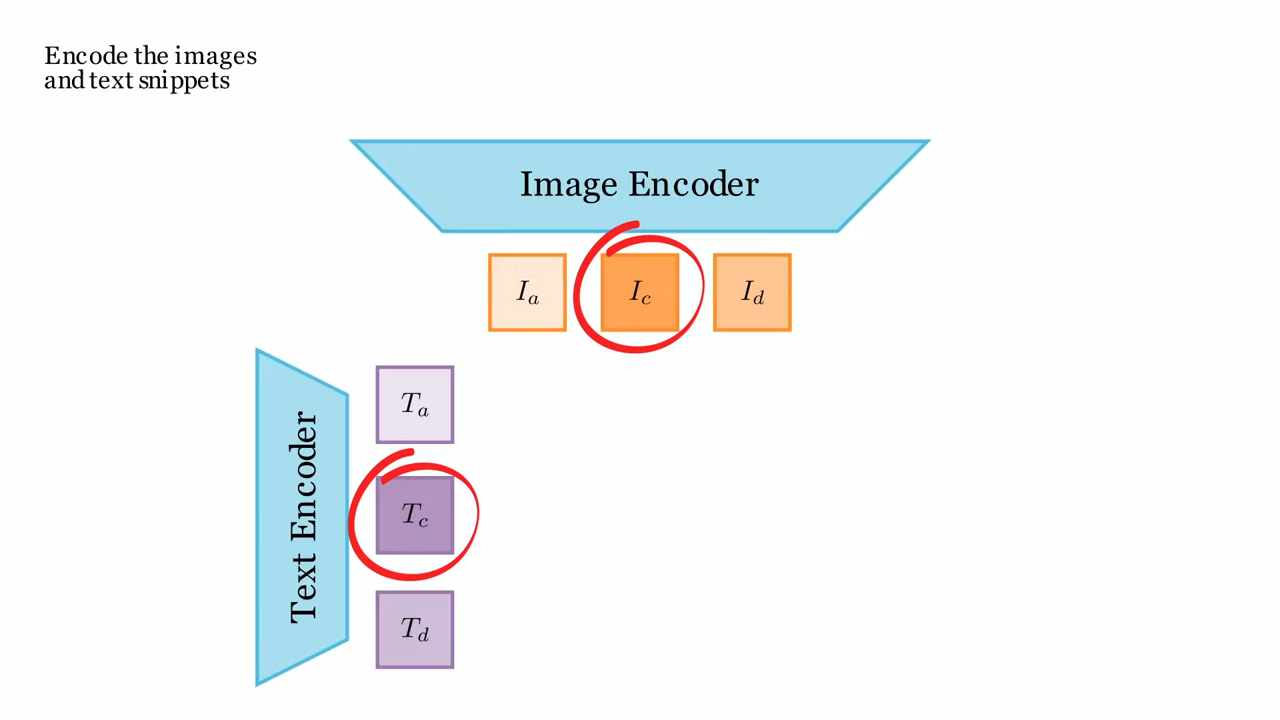 Encode the images
and text snippets
Image Encoder
I_a I_c I_d
Text Encoder
T_a
T_c
T_d